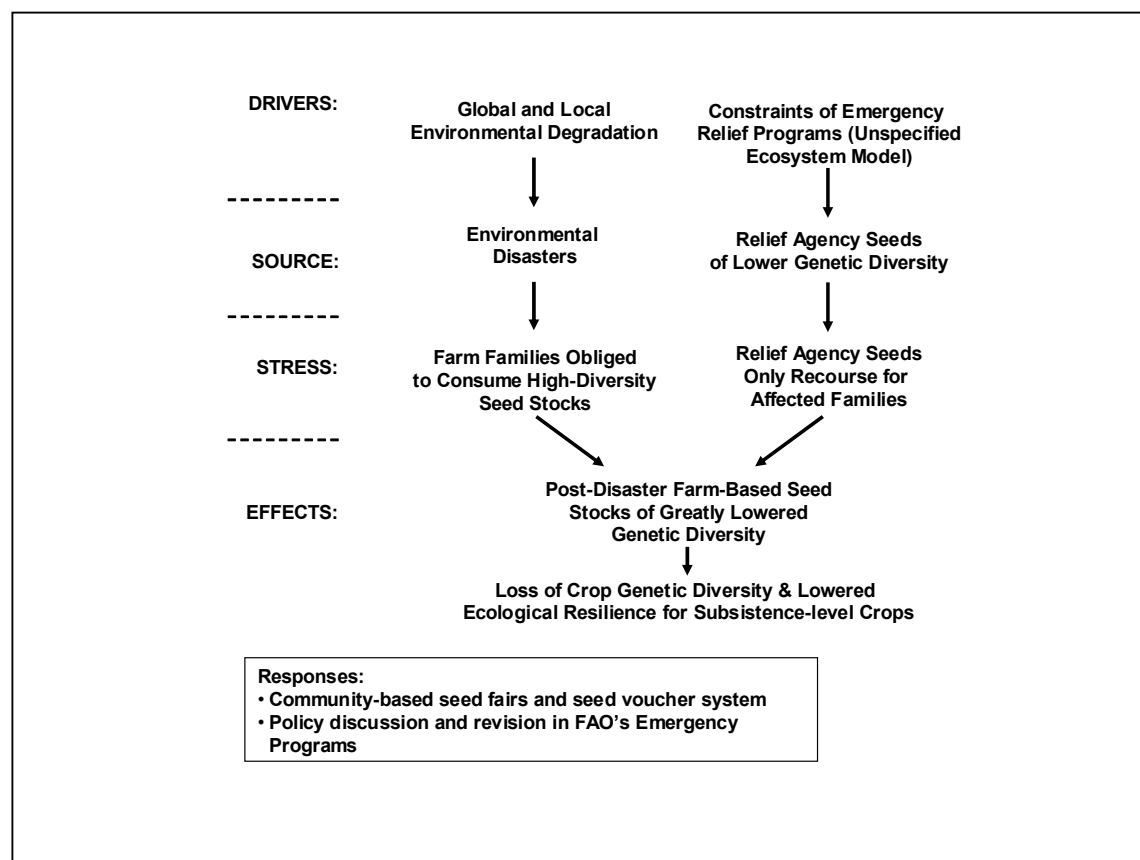 DRIVERS:
Global and Local
Environmental Degradation
Constraints of Emergency
Relief Programs (Unspecified
Ecosystem Model)
SOURCE:
Environmental
Disasters
Relief Agency Seeds
of Lower Genetic Diversity
STRESS:
Farm Families Obliged
to Consume High-Diversity
Seed Stocks
Relief Agency Seeds
Only Recourse for
Affected Families
EFFECTS:
Post-Disaster Farm-Based Seed
Stocks of Greatly Lowered
Genetic Diversity
Loss of Crop Genetic Diversity & Lowered
Ecological Resilience for Subsistence-level Crops
Responses:
• Community-based seed fairs and seed voucher system
• Policy discussion and revision in FAO's Emergency
Programs